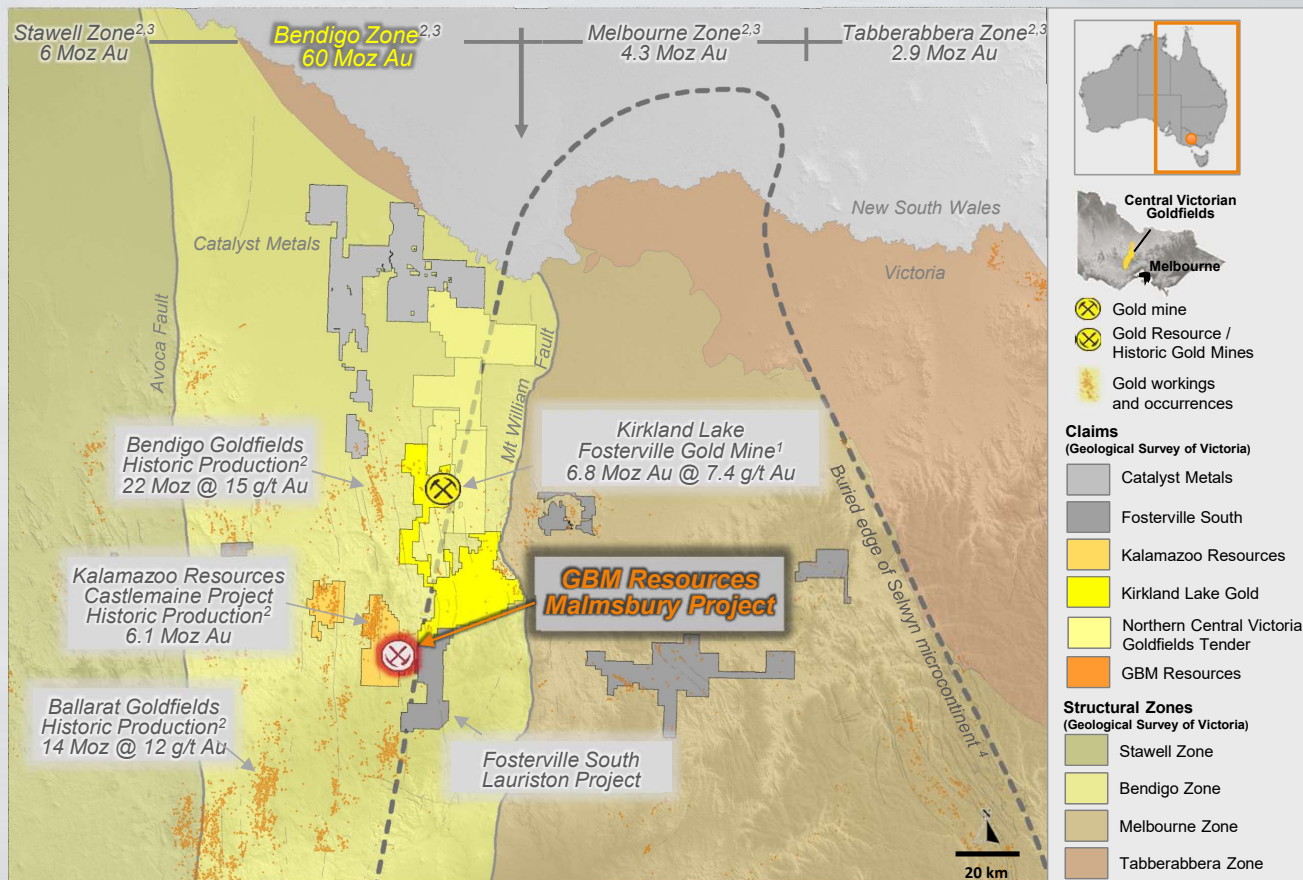 Stawell Zone2,3
6 Moz Au
Bendigo Zone2,3
60 Moz Au
Melbourne Zone2,3
4.3 Moz Au
Tabberabbera Zone2,3
2.9 Moz Au
New South Wales
Victoria
Catalyst Metals
Avoca Fault
Mt William Fault
Bendigo Goldfields
Historic Production2
22 Moz @ 15 g/t Au
Kirkland Lake
Fosterville Gold Mine1
6.8 Moz Au @ 7.4 g/t Au
Buried edge of Selwyn microcontinent 4
Kalamazoo Resources
Castlemaine Project
Historic Production2
6.1 Moz Au
GBM Resources
Malmsbury Project
Ballarat Goldfields
Historic Production2
14 Moz @ 12 g/t Au
Fosterville South
Lauriston Project
N
20 km
Central Victorian
Goldfields
Melbourne
Gold mine
Gold Resource /
Historic Gold Mines
Gold workings
and occurrences
Claims
(Geological Survey of Victoria)
Catalyst Metals
Fosterville South
Kalamazoo Resources
Kirkland Lake Gold
Northern Central Victoria
Goldfields Tender
GBM Resources
Structural Zones
(Geological Survey of Victoria)
Stawell Zone
Bendigo Zone
Melbourne Zone
Tabberabbera Zone